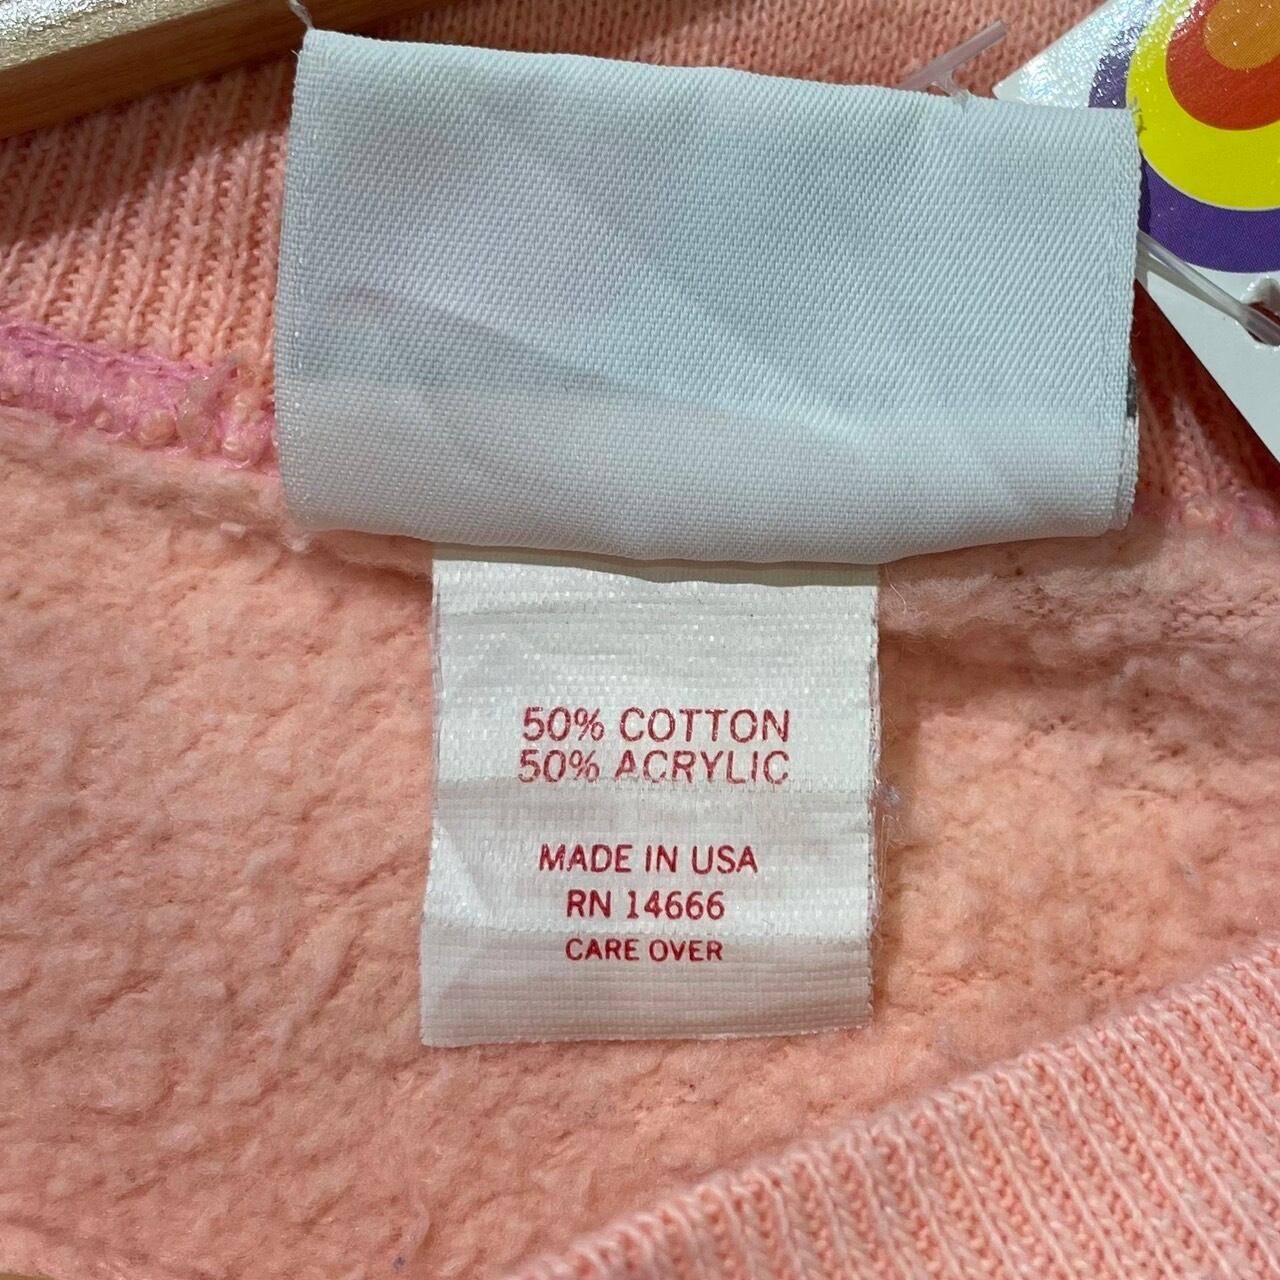 50% COTTON
50% ACRYLIC
MADE IN USA
RN 14666
CARE OVER